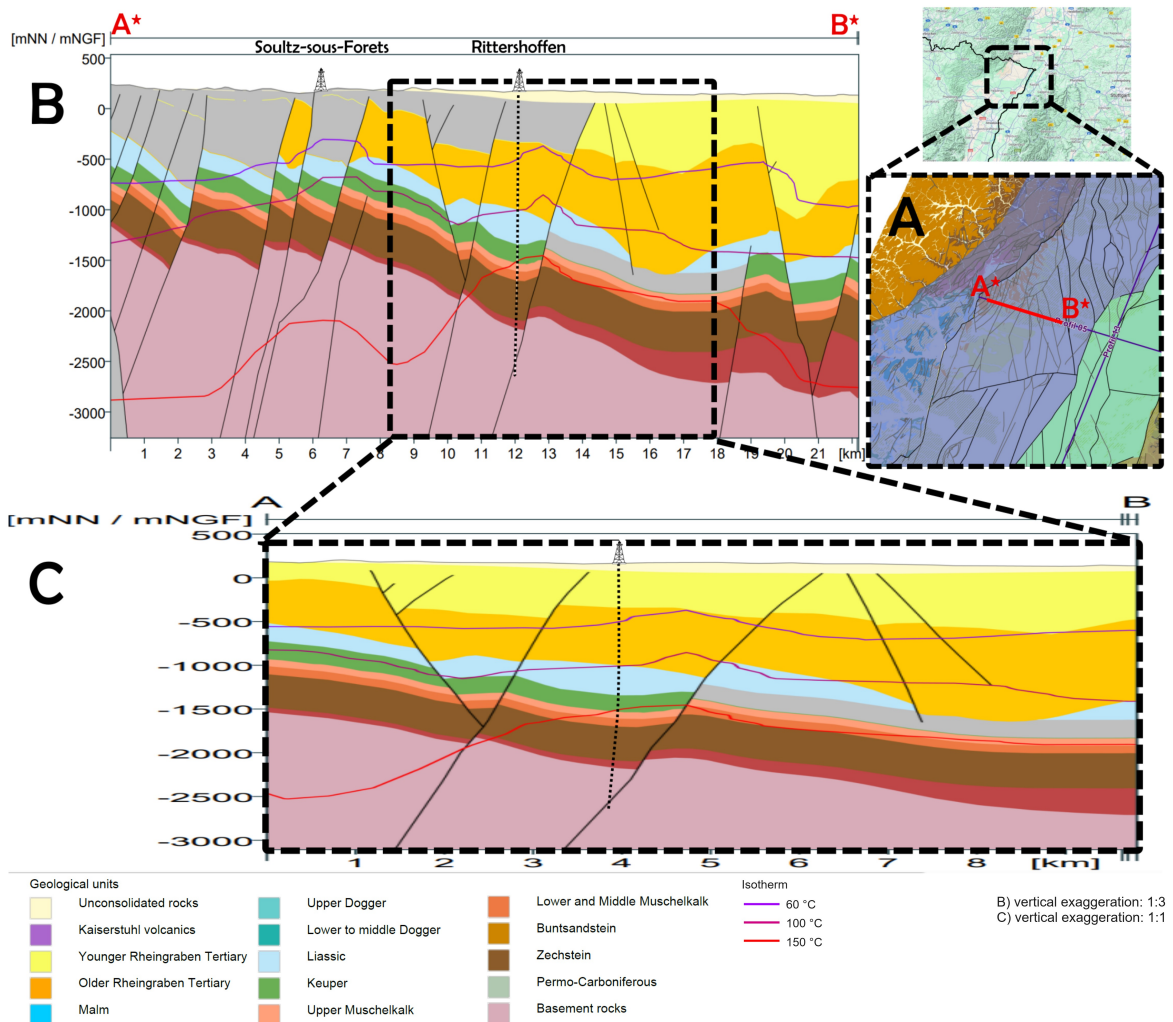 A* B*
[mNN / mNGF]
Soultz-sous-Forets Rittershoffen
B
500
0
-500
-1000
-1500
-2000
-2500
-3000
1 2 3 4 5 6 7 8 9 10 11 12 13 14 15 16 17 18 19 20 21 [km]
A
A*
B*
Profil 05
A B
[mNN / mNGF]
C
500
0
-500
-1000
-1500
-2000
-2500
-3000
1 2 3 4 5 6 7 8 [km]
Geological units
Unconsolidated rocks
Kaiserstuhl volcanics
Younger Rheingraben Tertiary
Older Rheingraben Tertiary
Malm
Upper Dogger
Lower to middle Dogger
Liassic
Keuper
Upper Muschelkalk
Lower and Middle Muschelkalk
Buntsandstein
Zechstein
Permo-Carboniferous
Basement rocks
Isotherm
60 °C
100 °C
150 °C
B) vertical exaggeration: 1:3
C) vertical exaggeration: 1:1